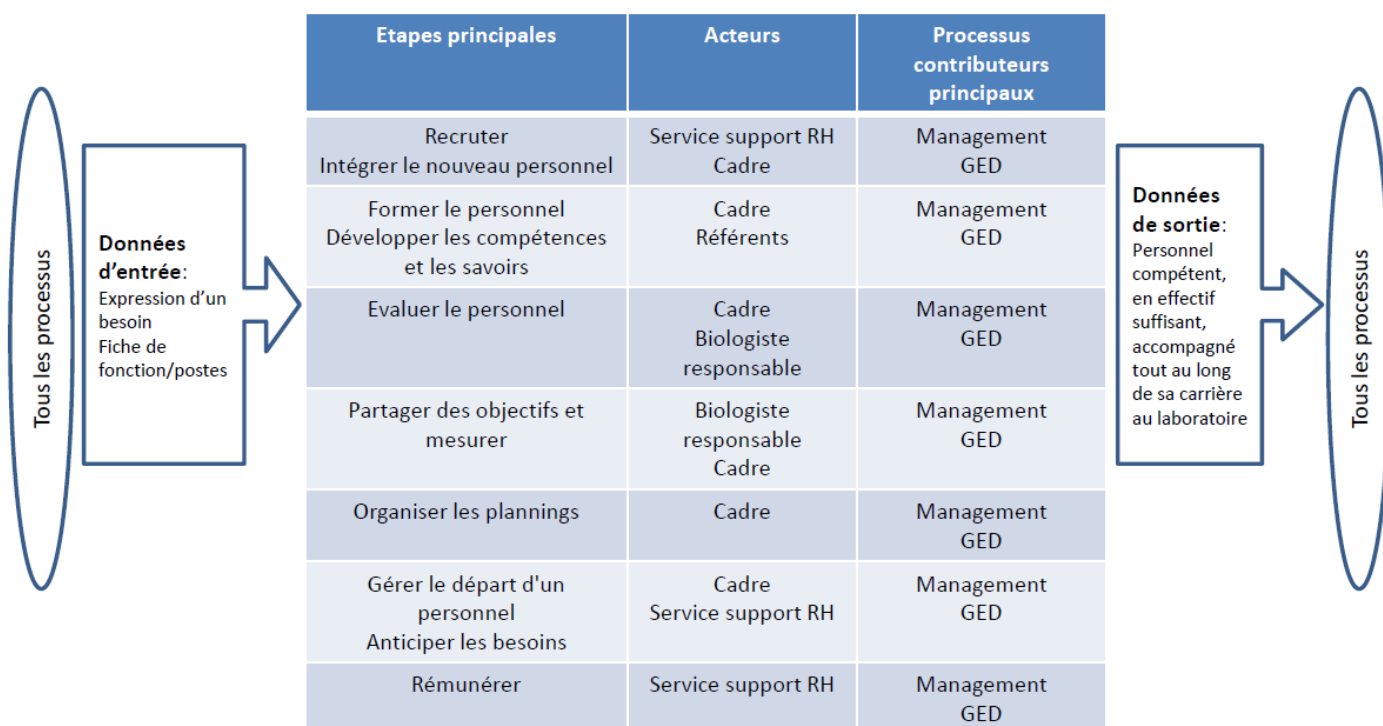 Tous les processus
Données
d’entrée:
Expression d’un
besoin
Fiche de
fonction/postes
Etapes principales
Acteurs
Processus
contributeurs
principaux
Recruter
Intégrer le nouveau personnel
Service support RH
Cadre
Management
GED
Former le personnel
Développer les compétences
et les savoirs
Cadre
Référents
Management
GED
Evaluer le personnel
Cadre
Biologiste
responsable
Management
GED
Partager des objectifs et
mesurer
Biologiste
responsable
Cadre
Management
GED
Organiser les plannings
Cadre
Management
GED
Gérer le départ d'un
personnel
Anticiper les besoins
Cadre
Service support RH
Management
GED
Rémunérer
Service support RH
Management
GED
Données
de sortie:
Personnel
compétent,
en effectif
suffisant,
accompagné
tout au long
de sa carrière
au laboratoire
Tous les processus